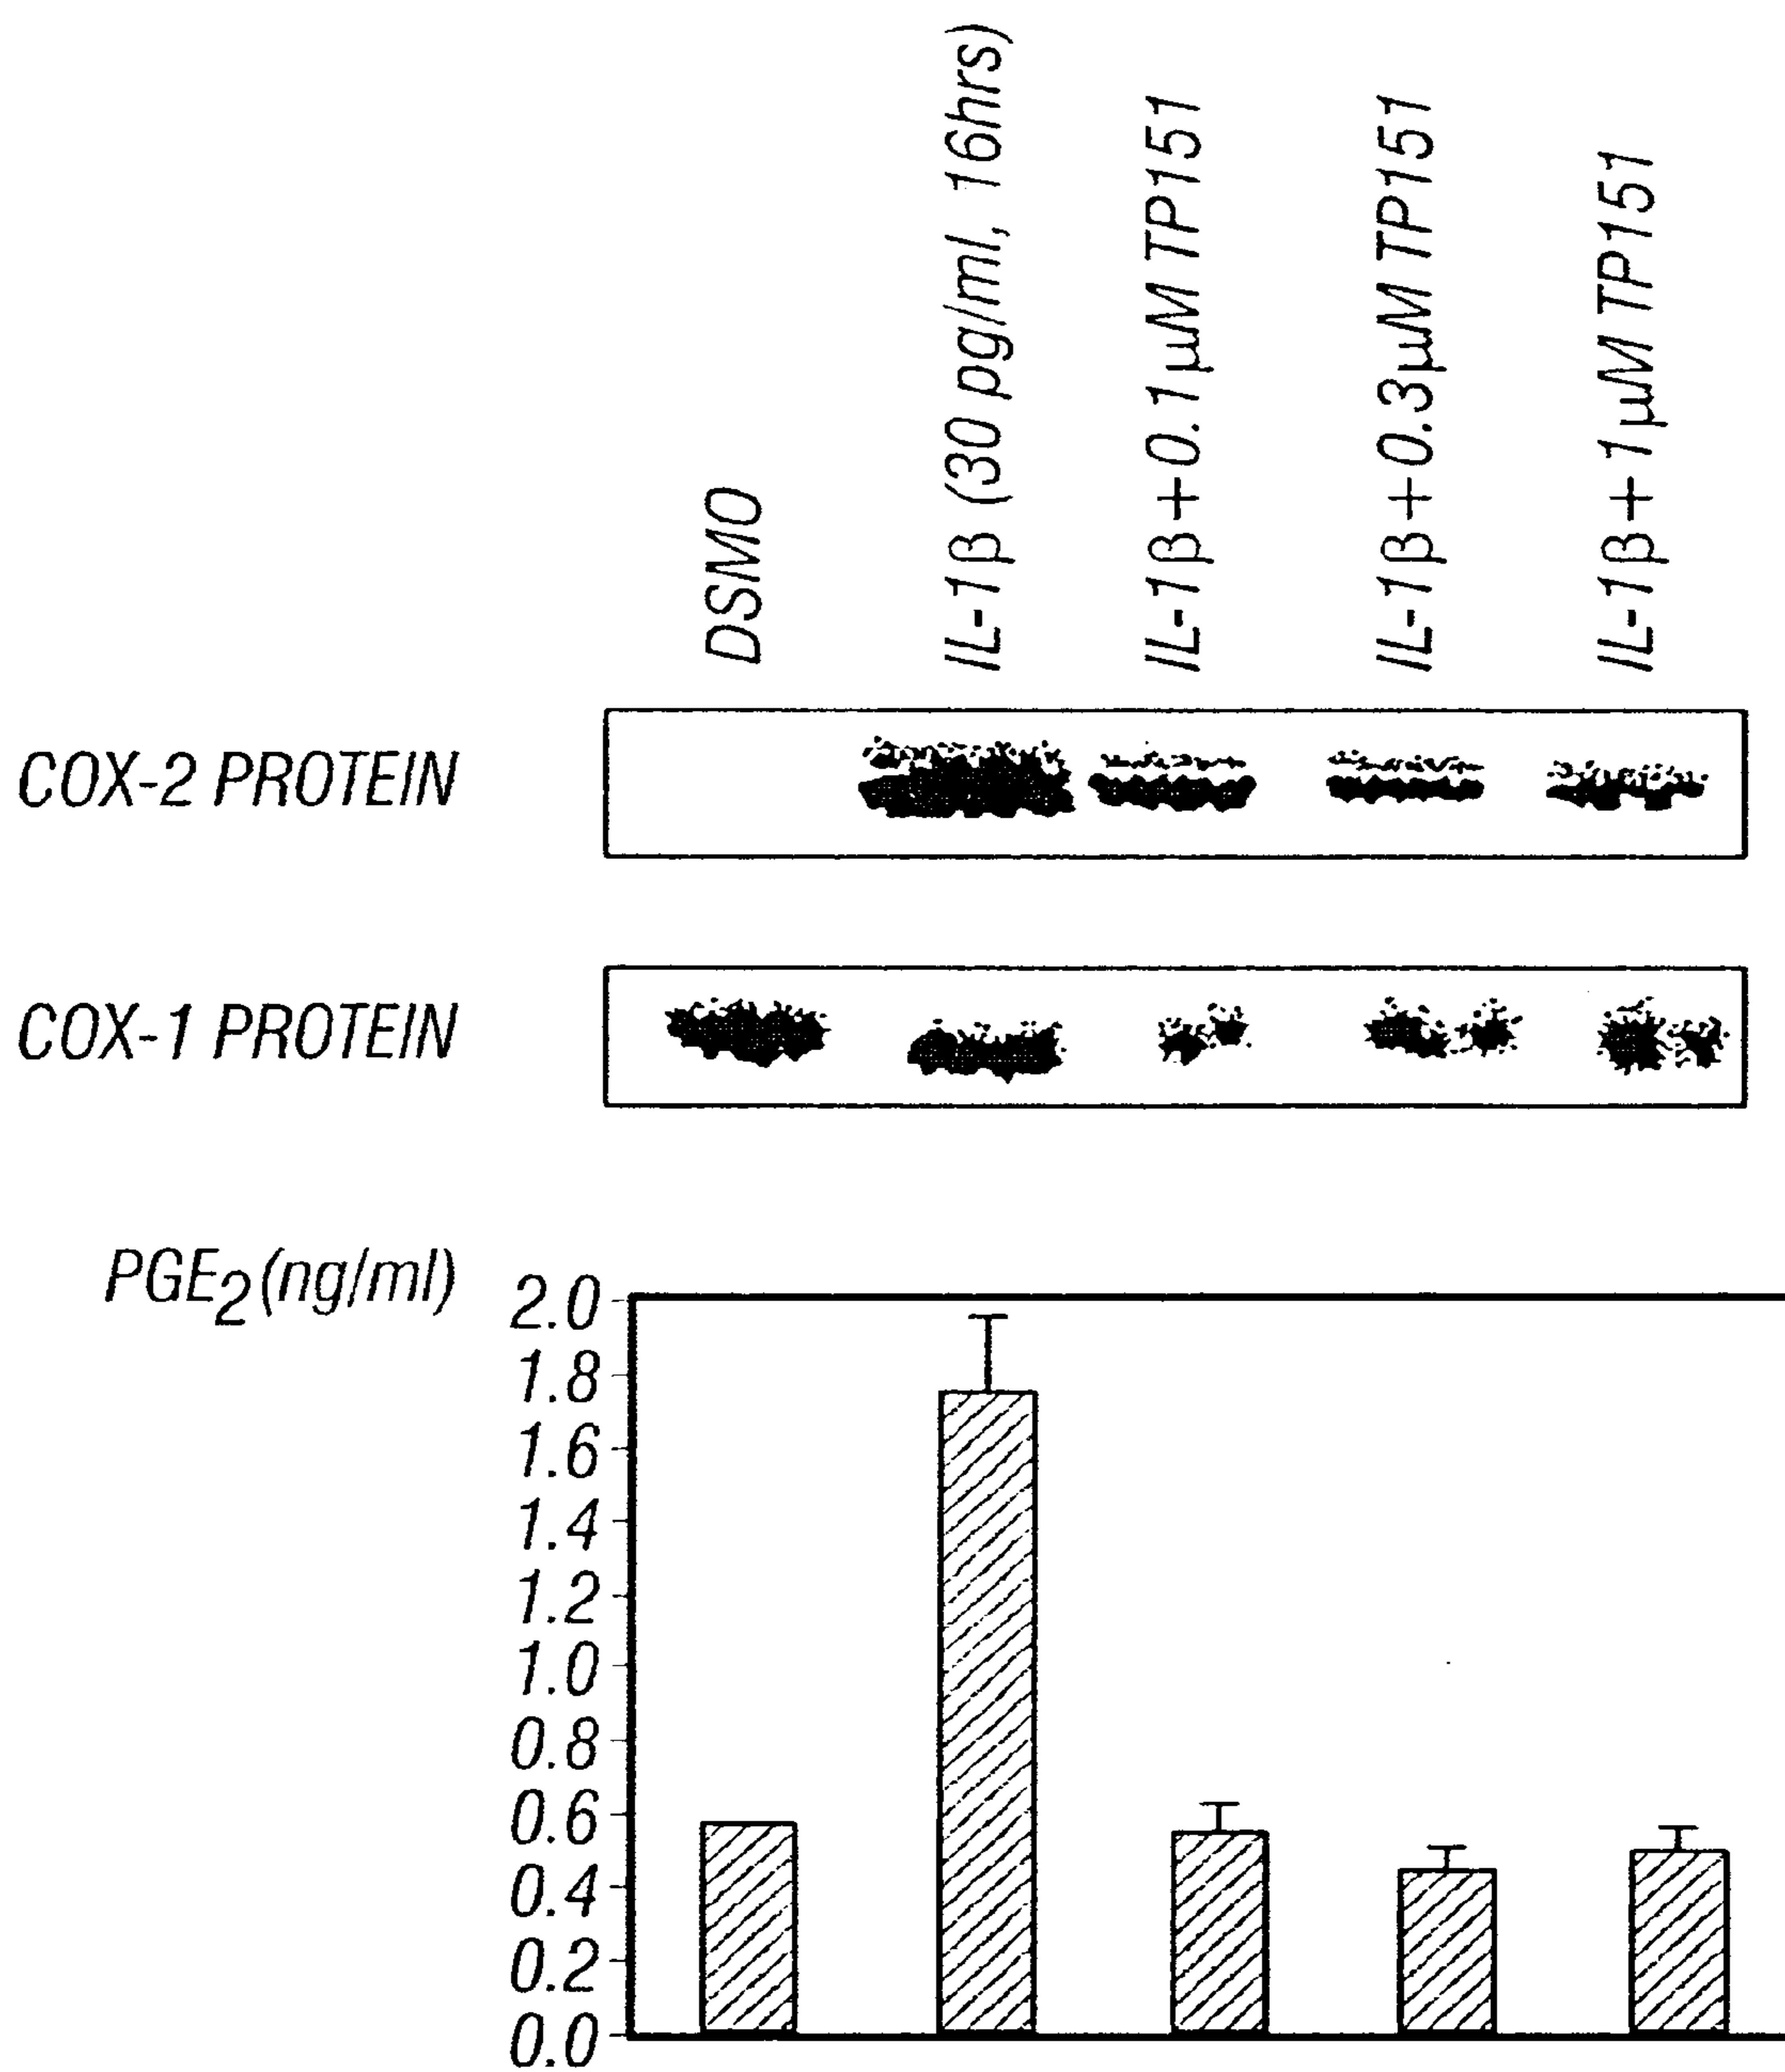 DSMO
IL-1β (30 pg/ml, 16hrs)
IL-1β+0.1μM TP151
IL-1β+0.3μM TP151
IL-1β+1μM TP151
COX-2 PROTEIN
COX-1 PROTEIN
PGE2(ng/ml)
2.0
1.8
1.6
1.4
1.2
1.0
0.8
0.6
0.4
0.2
0.0